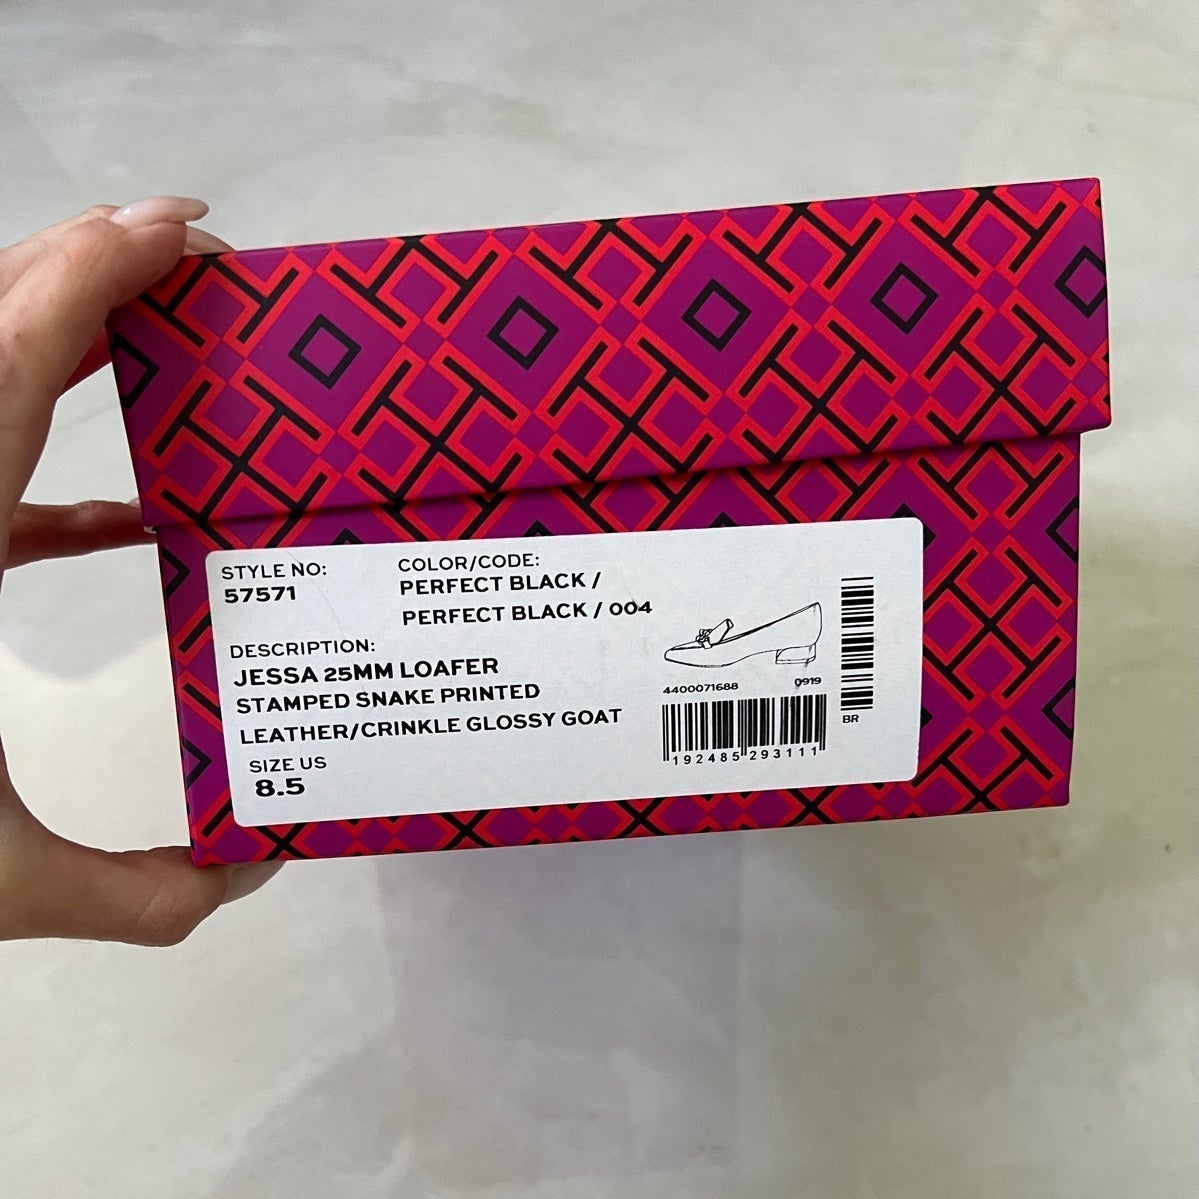 STYLE NO:
57571
COLOR/CODE:
PERFECT BLACK /
PERFECT BLACK / 004
DESCRIPTION:
JESSA 25MM LOAFER
STAMPED SNAKE PRINTED
LEATHER/CRINKLE GLOSSY GOAT
SIZE US
8.5
4400071688 0919
192485 293111
BR